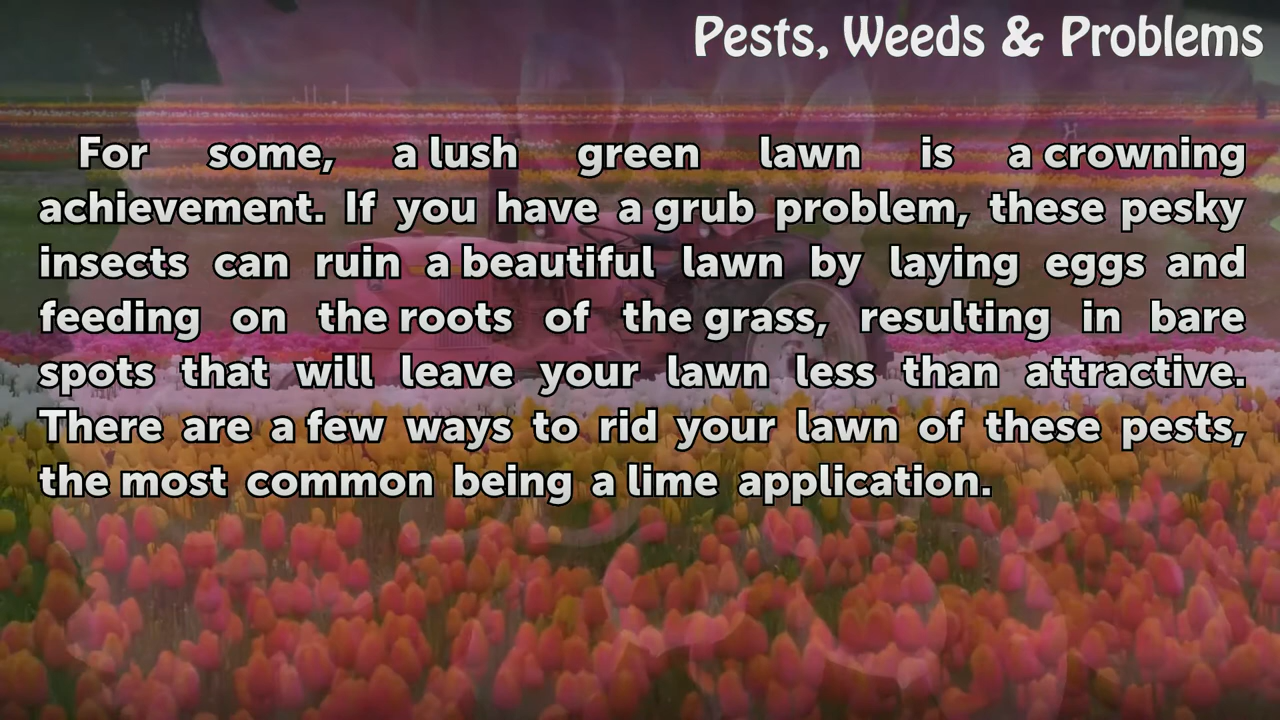 Pests, Weeds & Problems
For some, a lush green lawn is a crowning
achievement. If you have a grub problem, these pesky
insects can ruin a beautiful lawn by laying eggs and
feeding on the roots of the grass, resulting in bare
spots that will leave your lawn less than attractive.
There are a few ways to rid your lawn of these pests,
the most common being a lime application.